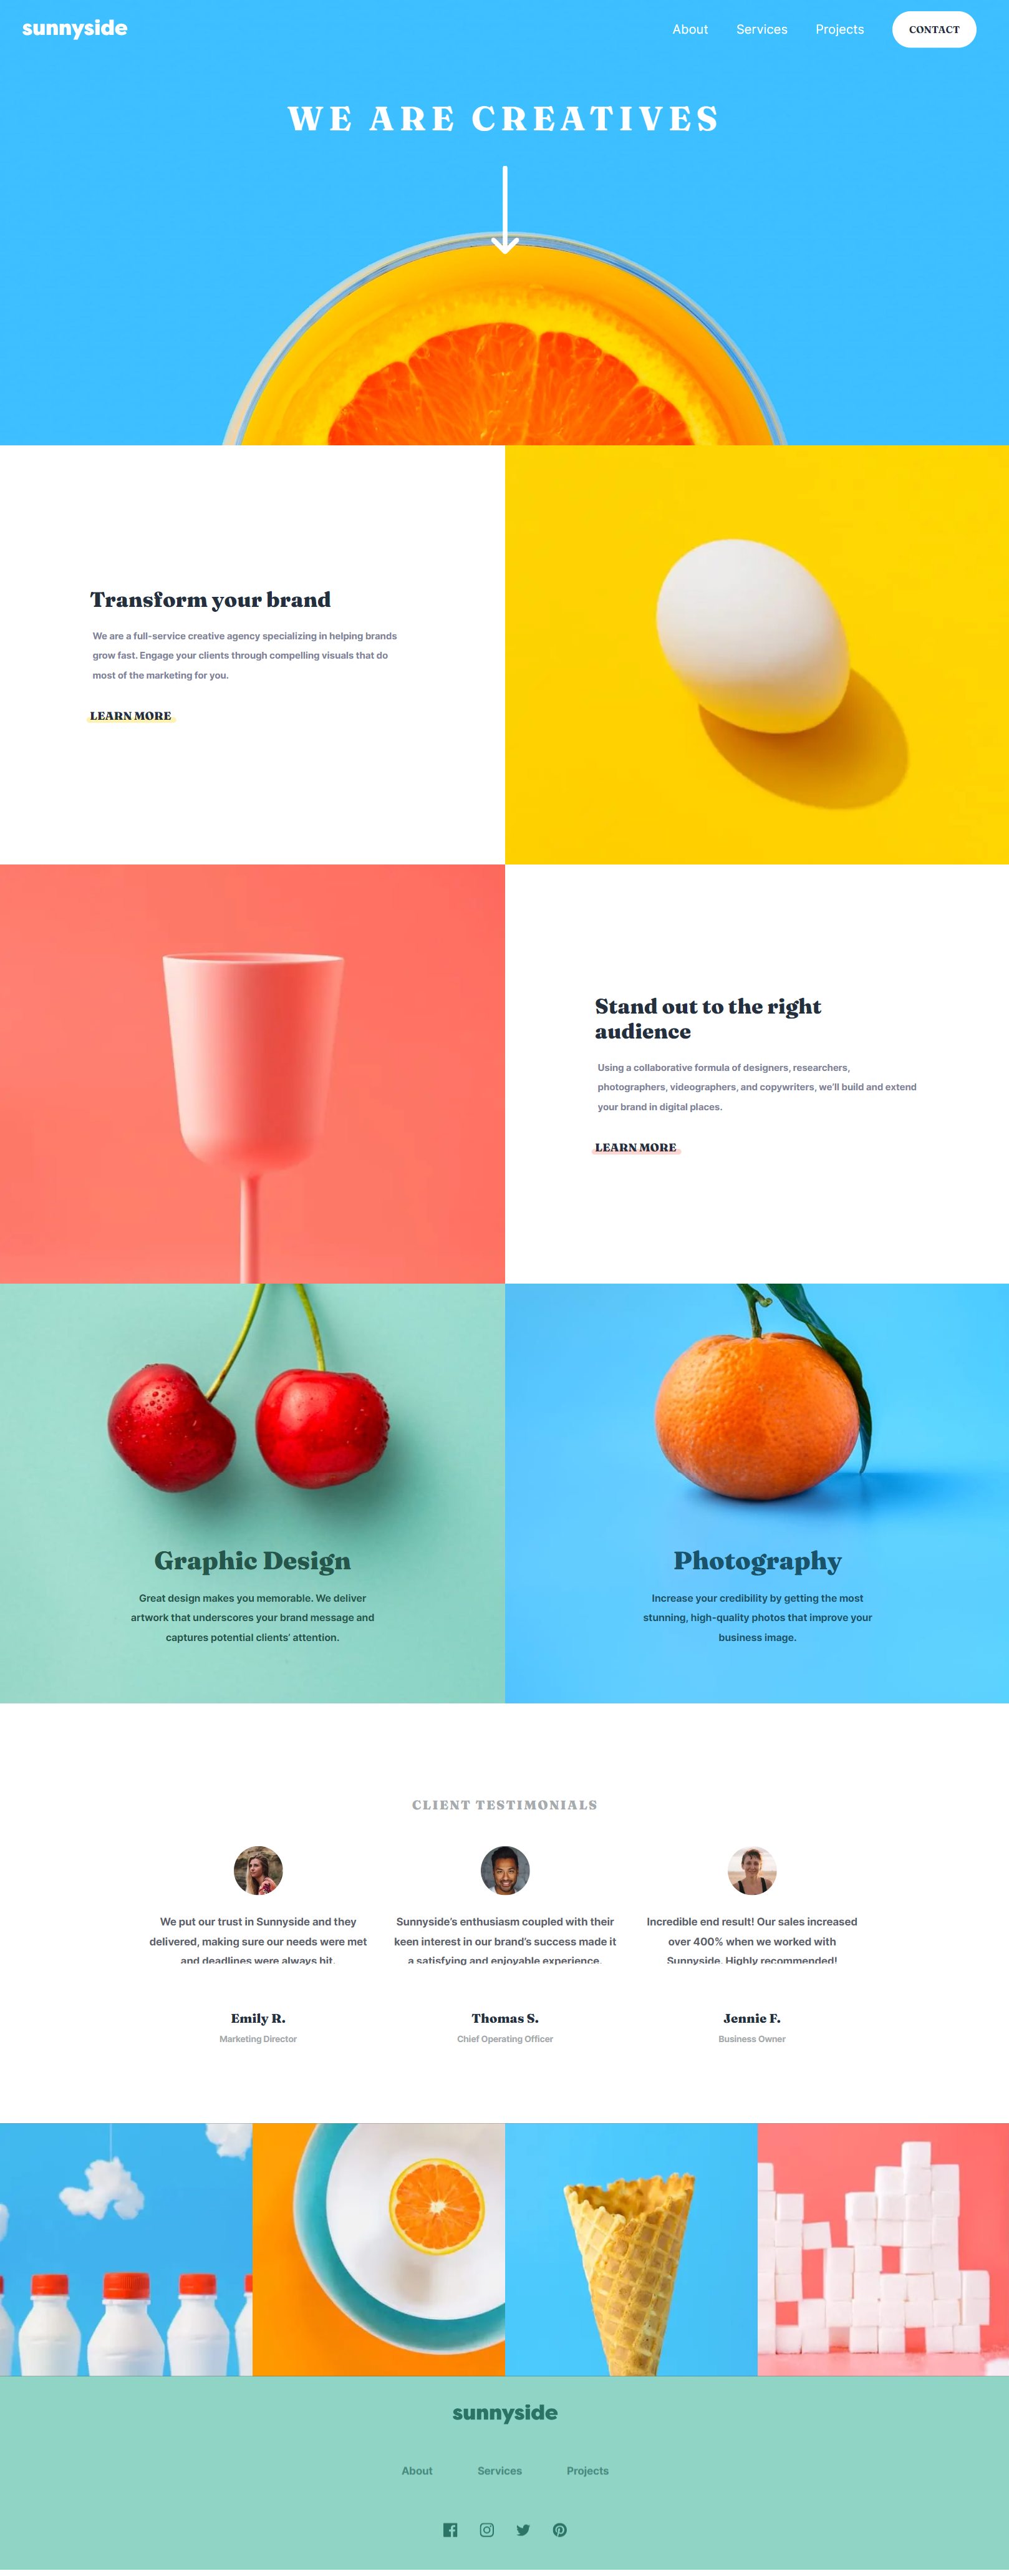 sunnyside
About Services Projects CONTACT
WE ARE CREATIVES
Transform your brand
We are a full-service creative agency specializing in helping brands
grow fast. Engage your clients through compelling visuals that do
most of the marketing for you.
LEARN MORE
Stand out to the right
audience
Using a collaborative formula of designers, researchers,
photographers, videographers, and copywriters, we'll build and extend
your brand in digital places.
LEARN MORE
Graphic Design
Great design makes you memorable. We deliver
artwork that underscores your brand message and
captures potential clients' attention.
Photography
Increase your credibility by getting the most
stunning, high-quality photos that improve your
business image.
CLIENT TESTIMONIALS
We put our trust in Sunnyside and they
delivered, making sure our needs were met
and deadlines were always hit.
Emily R.
Marketing Director
Sunnyside's enthusiasm coupled with their
keen interest in our brand's success made it
a satisfying and enjoyable experience.
Thomas S.
Chief Operating Officer
Incredible end result! Our sales increased
over 400% when we worked with
Sunnyside. Highly recommended!
Jennie F.
Business Owner
sunnyside
About Services Projects